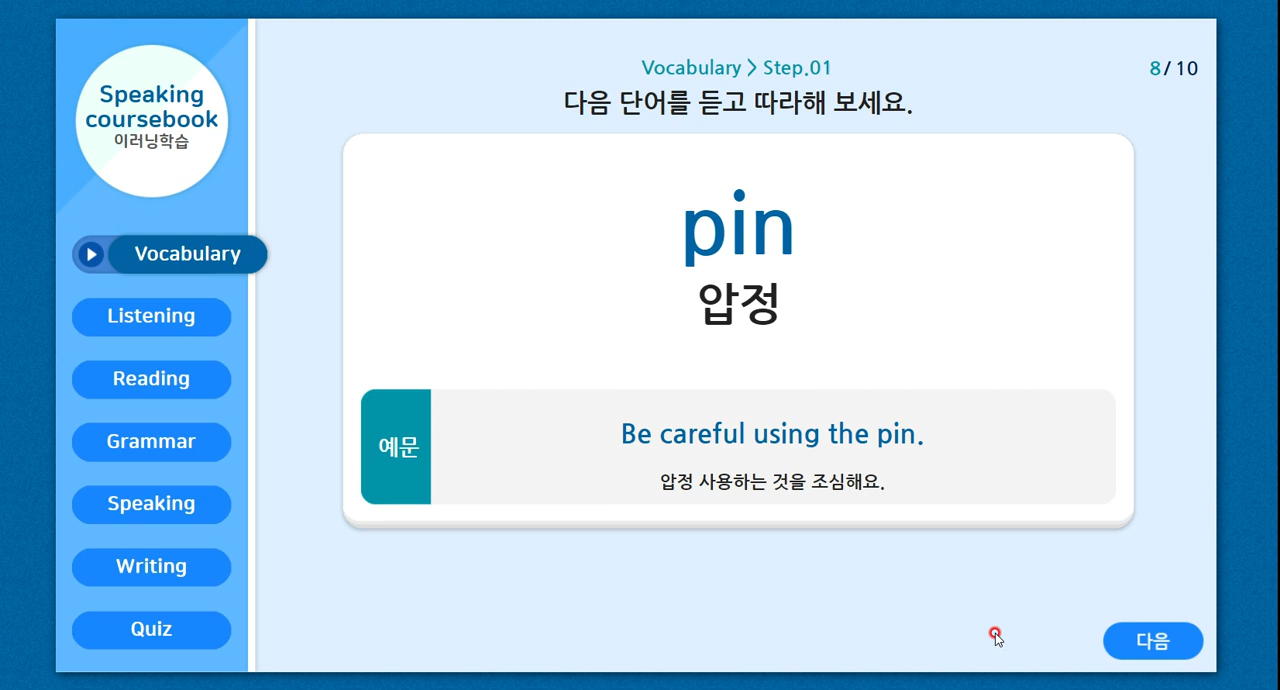 Speaking
coursebook
이러닝학습
Vocabulary
Listening
Reading
Grammar
Speaking
Writing
Quiz
Vocabulary > Step.01
8 / 10
다음 단어를 듣고 따라해 보세요.
pin
압정
예문
Be careful using the pin.
압정 사용하는 것을 조심해요.
다음